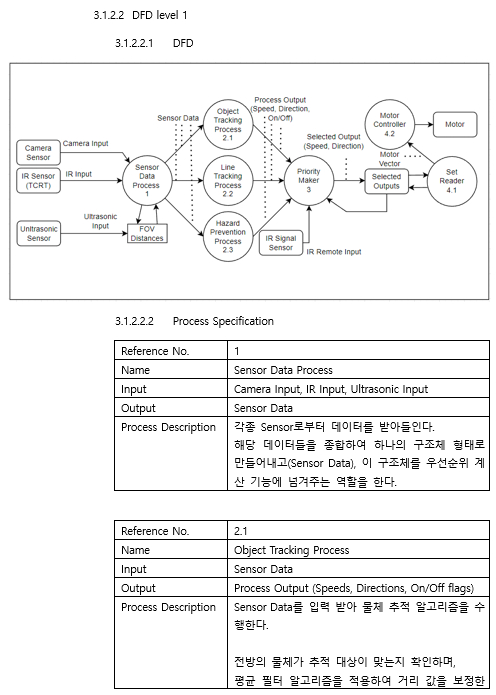 3.1.2.2 DFD level 1
3.1.2.2.1 DFD
Object
Tracking
Process
2.1
Process Output
(Speed, Direction,
On/Off)
Motor
Controller
4.2
Motor
Sensor Data
Camera
Sensor
Camera Input
Selected Output
(Speed, Direction)
Motor
Vector
IR Sensor
(TCRT)
IR Input
Sensor
Data
Process
1
Line
Tracking
Process
2.2
Priority
Maker
3
Selected
Outputs
Set
Reader
4.1
Ultrasonic
Input
Unitrasonic
Sensor
FOV
Distances
Hazard
Prevention
Process
2.3
IR Signal
Sensor
IR Remote Input
3.1.2.2.2 Process Specification
Reference No. 1
Name Sensor Data Process
Input Camera Input, IR Input, Ultrasonic Input
Output Sensor Data
Process Description 각종 Sensor로부터 데이터를 받아들인다.
해당 데이터들을 종합하여 하나의 구조체 형태로
만들어내고(Sensor Data), 이 구조체를 우선순위 계
산 기능에 넘겨주는 역할을 한다.
Reference No. 2.1
Name Object Tracking Process
Input Sensor Data
Output Process Output (Speeds, Directions, On/Off flags)
Process Description Sensor Data를 입력 받아 물체 추적 알고리즘을 수
행한다.
전방의 물체가 추적 대상이 맞는지 확인하며,
평균 필터 알고리즘을 적용하여 거리 값을 보정한